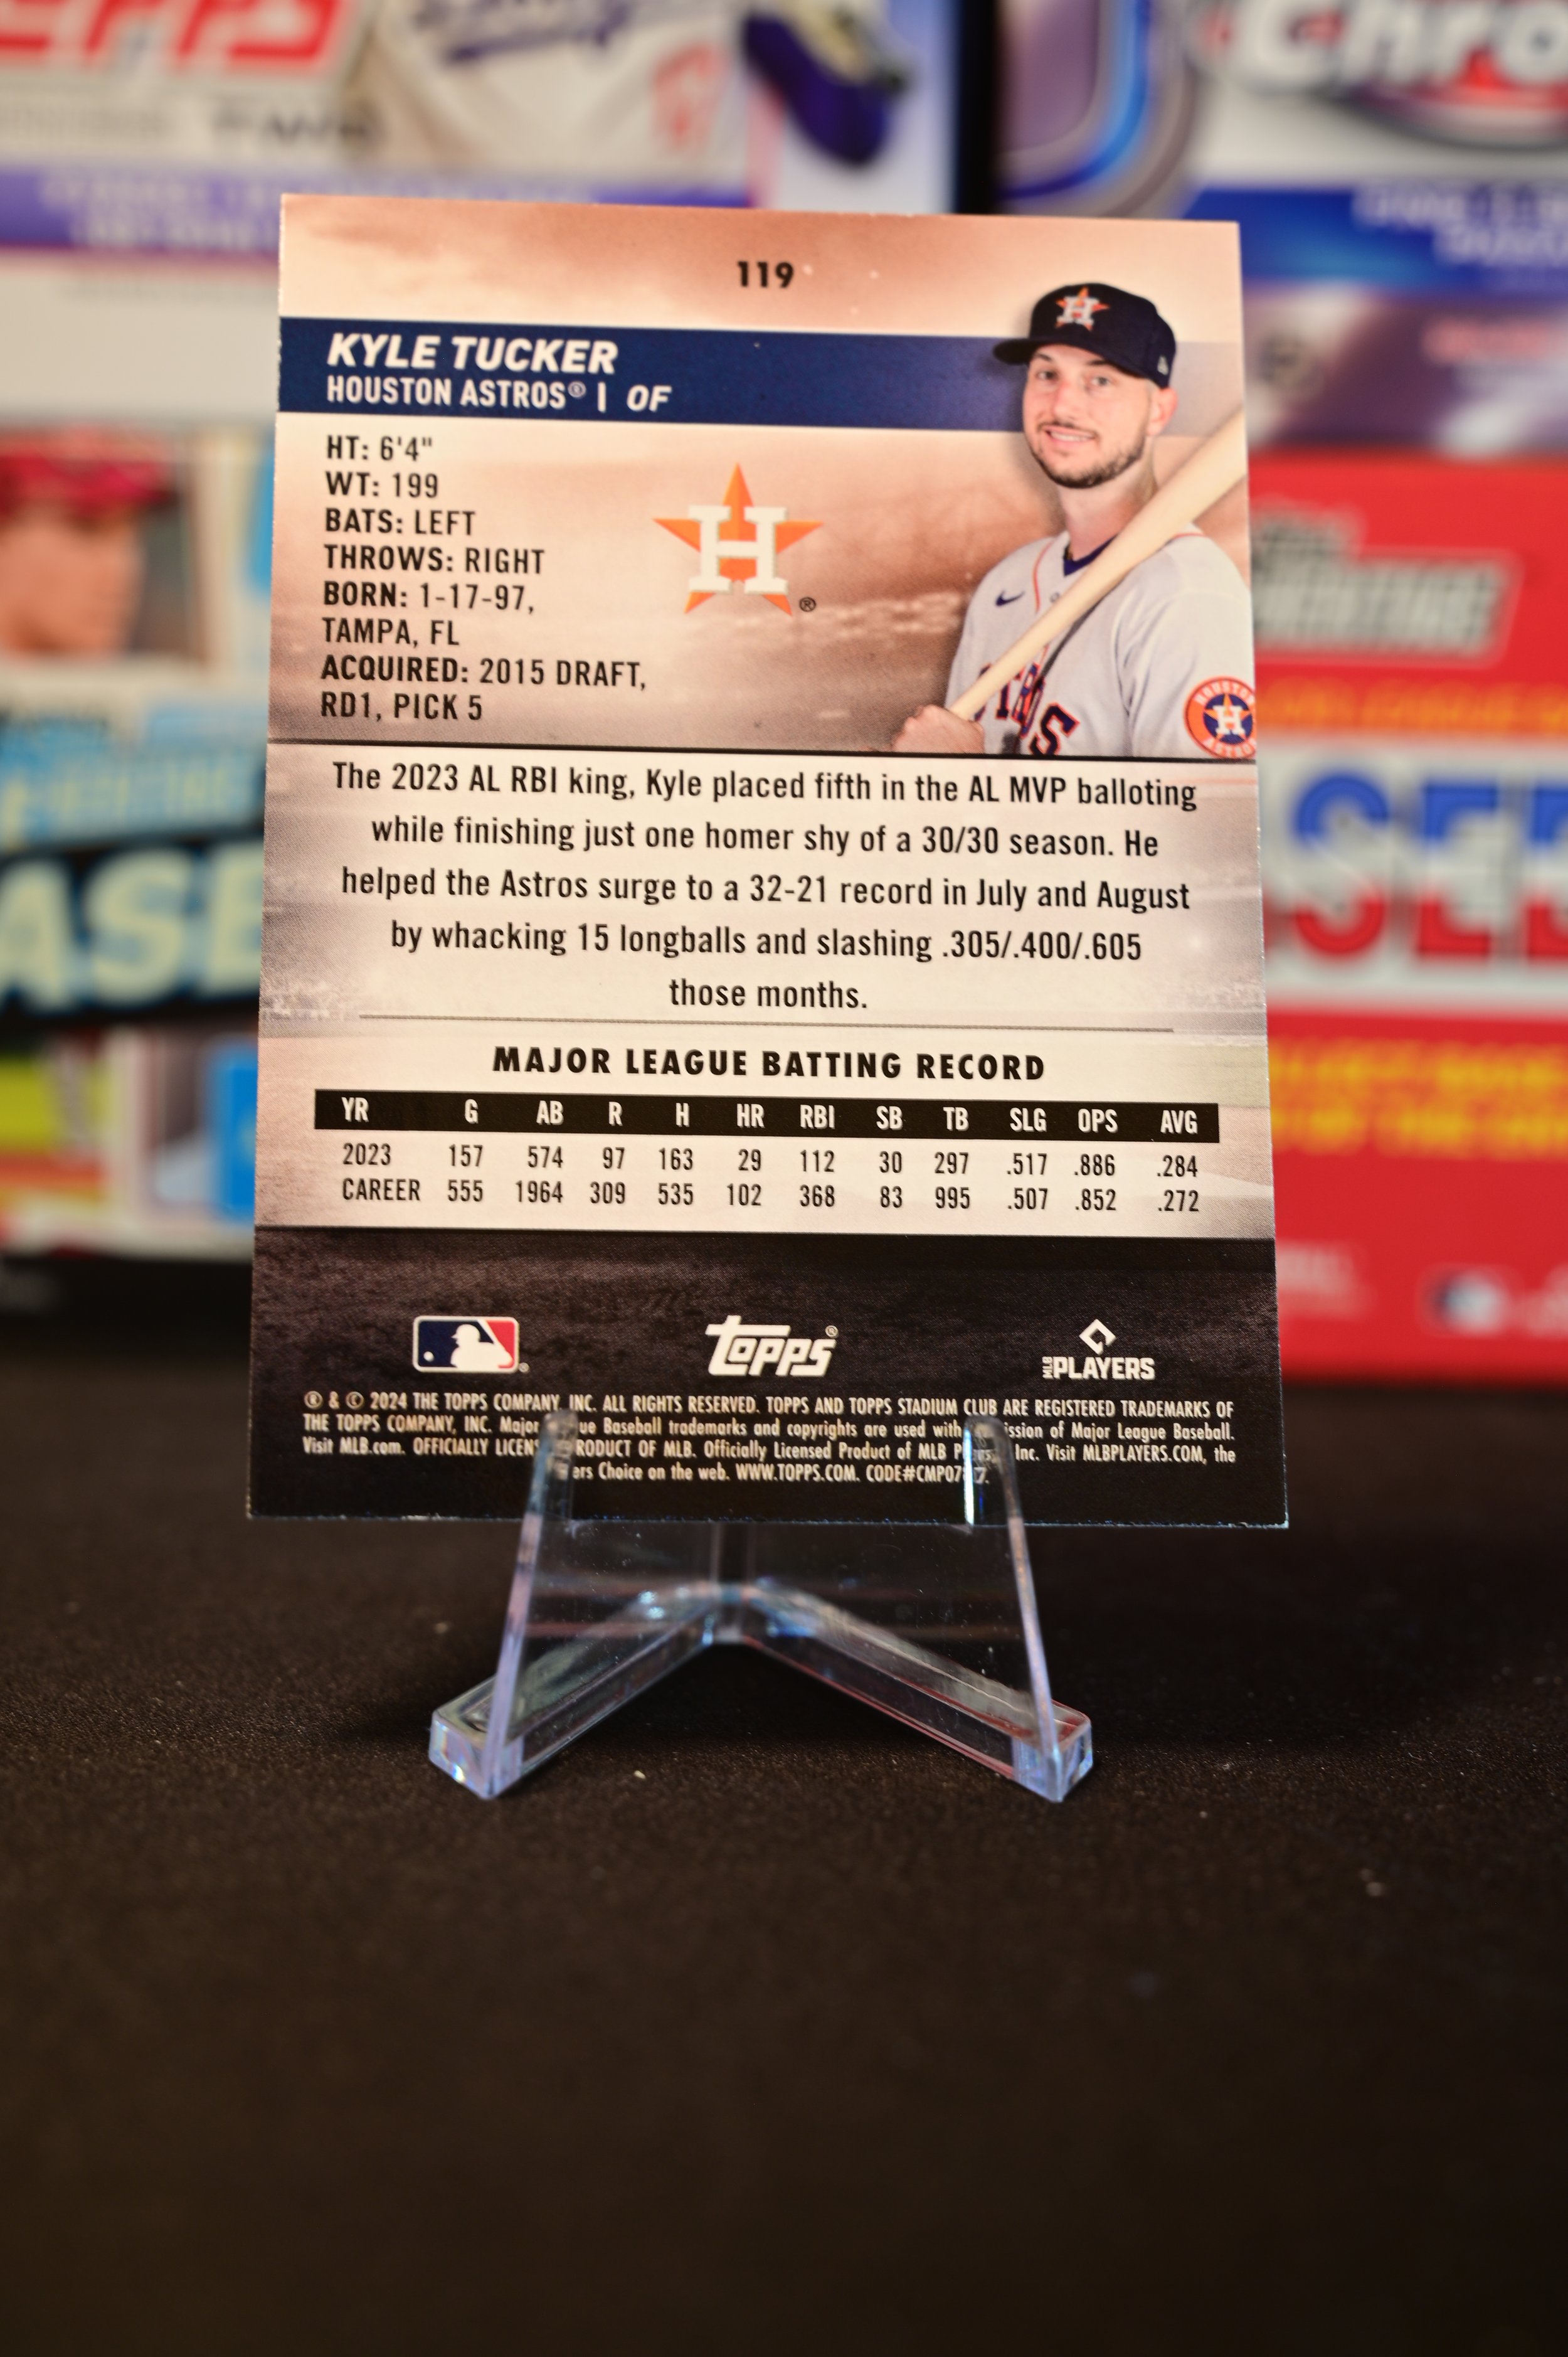 119
KYLE TUCKER
HOUSTON ASTROS® | OF
HT: 6'4"
WT: 199
BATS: LEFT
THROWS: RIGHT
BORN: 1-17-97,
TAMPA, FL
ACQUIRED: 2015 DRAFT,
RD1, PICK 5
H
®
The 2023 AL RBI king, Kyle placed fifth in the AL MVP balloting
while finishing just one homer shy of a 30/30 season. He
helped the Astros surge to a 32-21 record in July and August
by whacking 15 longballs and slashing .305/.400/.605
those months.
MAJOR LEAGUE BATTING RECORD
YR G AB R H HR RBI SB TB SLG OPS AVG
2023 157 574 97 163 29 112 30 297 .517 .886 .284
CAREER 555 1964 309 535 102 368 83 995 .507 .852 .272
Topps® MLB PLAYERS
® & © 2024 THE TOPPS COMPANY, INC. ALL RIGHTS RESERVED. TOPPS AND TOPPS STADIUM CLUB ARE REGISTERED TRADEMARKS OF
THE TOPPS COMPANY, INC. Major ue Baseball trademarks and copyrights are used with ission of Major League Baseball.
Visit MLB.com. OFFICIALLY LICEN RODUCT OF MLB. Officially Licensed Product of MLB P Inc. Visit MLBPLAYERS.COM, the
ers Choice on the web. WWW.TOPPS.COM. CODE#CMP07